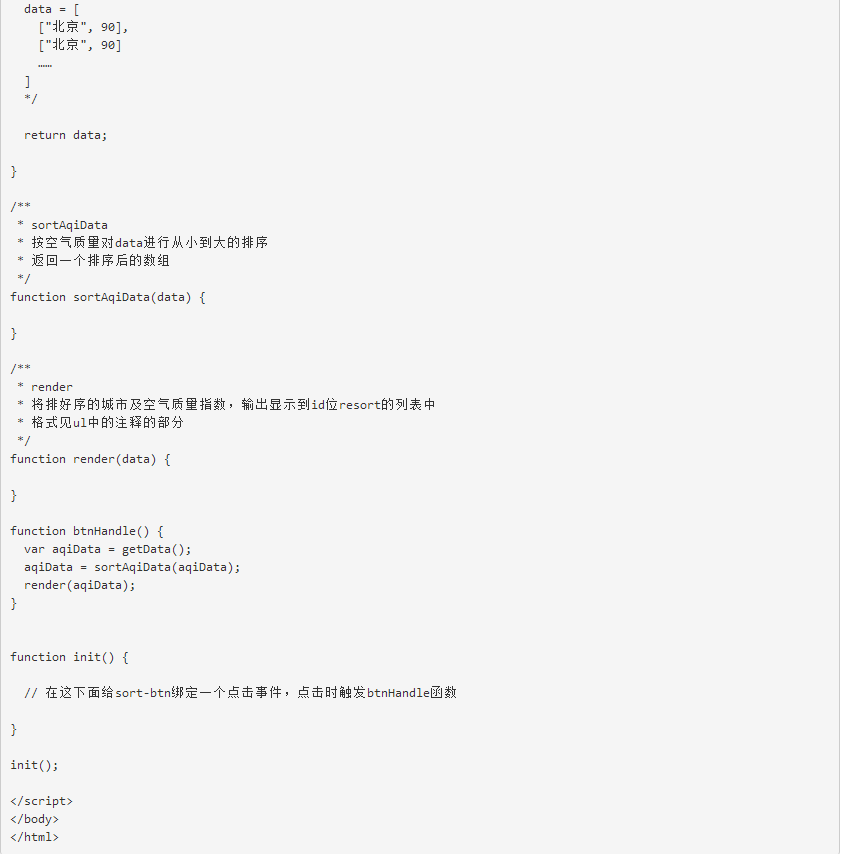 data = [
["北京", 90],
["北京", 90]
……
]
*/
return data;
}
/**
* sortAqiData
* 按空气质量对data进行从小到大的排序
* 返回一个排序后的数组
*/
function sortAqiData(data) {
}
/**
* render
* 将排好序的城市及空气质量指数，输出显示到id位resort的列表中
* 格式见ul中的注释的部分
*/
function render(data) {
}
function btnHandle() {
var aqiData = getData();
aqiData = sortAqiData(aqiData);
render(aqiData);
}
function init() {
// 在这下面给sort-btn绑定一个点击事件，点击时触发btnHandle函数
}
init();
</script>
</body>
</html>